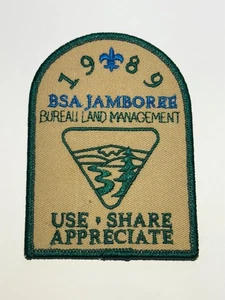 1989
BSA JAMBOREE
BUREAU LAND MANAGEMENT
USE • SHARE
APPRECIATE